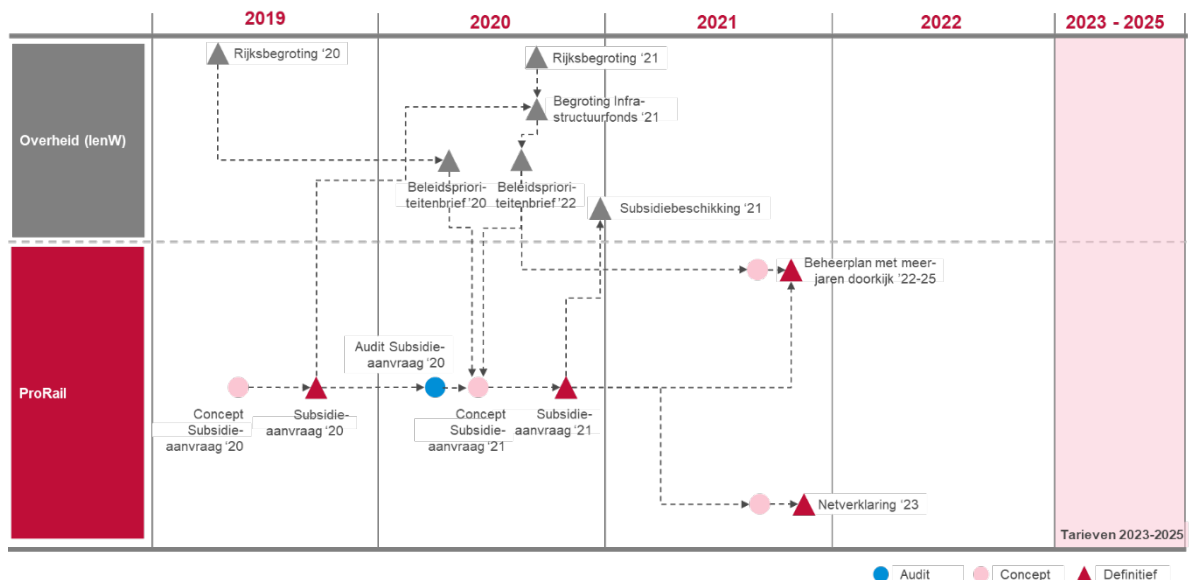 2019
2020
2021
2022
2023 - 2025
Overheid (IenW)
Rijksbegroting ‘20
Rijksbegroting ‘21
Begroting Infra-
structuurfonds ‘21
Beleidspriori-
teitenbrief ’20
Beleidspriori-
teitenbrief ’22
Subsidiebeschikking ‘21
ProRail
Beheerplan met meer-
jaren doorkijk ’22-25
Audit Subsidie-
aanvraag ‘20
Concept
Subsidie-
aanvraag ‘20
Subsidie-
aanvraag ‘20
Concept
Subsidie-
aanvraag ‘21
Subsidie-
aanvraag ‘21
Netverklaring ‘23
Tarieven 2023-2025
Audit
Concept
Definitief